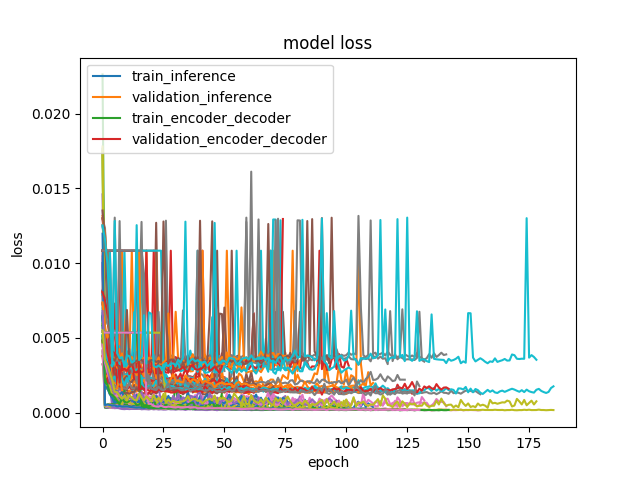 model loss
train_inference
validation_inference
train_encoder_decoder
validation_encoder_decoder
0.020
0.015
0.010
0.005
0.000
loss
0 25 50 75 100 125 150 175
epoch